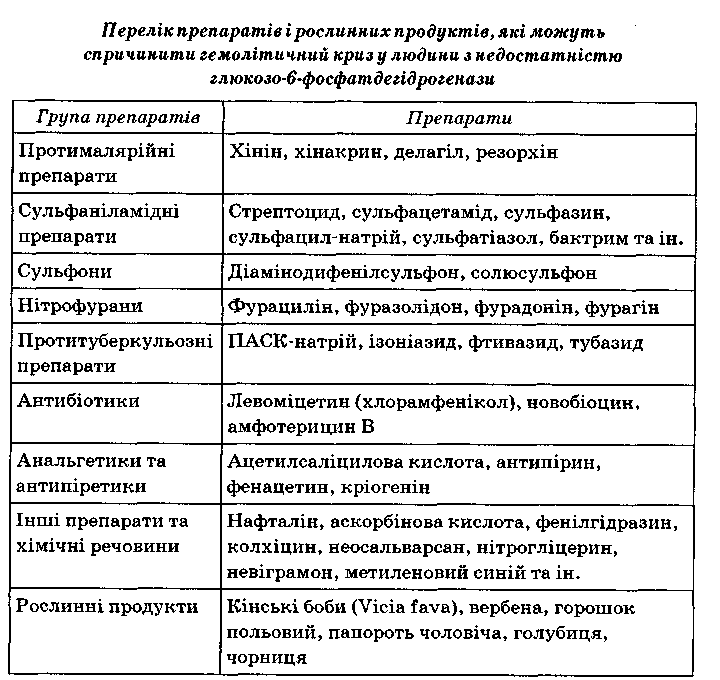 Перелік препаратів і рослинних продуктів, які можуть
спричинити гемолітичний криз у людини з недостатністю
глюкозо-6-фосфатдегідрогенази
Група препаратів
Препарати
Протималярійні
препарати
Хінін, хінакрин, делагіл, резорхін
Сульфаніламідні
препарати
Стрептоцид, сульфацетамід, сульфазин,
сульфацил-натрій, сульфатіазол, бактрим та ін.
Сульфони
Діамінодифенілсульфон, солюсульфон
Нітрофурани
Фурацилін, фуразолідон, фурадонін, фурагін
Протитуберкульозні
препарати
ПАСК-натрій, ізоніазид, фтивазид, тубазид
Антибіотики
Левоміцетин (хлорамфенікол), новобіоцин,
амфотерицин В
Анальгетики та
антипіретики
Ацетилсаліцилова кислота, антипірин,
фенацетин, кріогенін
Інші препарати та
хімічні речовини
Нафталін, аскорбінова кислота, фенілгідразин,
колхіцин, неосальварсан, нітрогліцерин,
невіграмон, метиленовий синій та ін.
Рослинні продукти
Кінські боби (Vicia fava), вербена, горошок
польовий, папороть чоловіча, голубиця,
чорниця